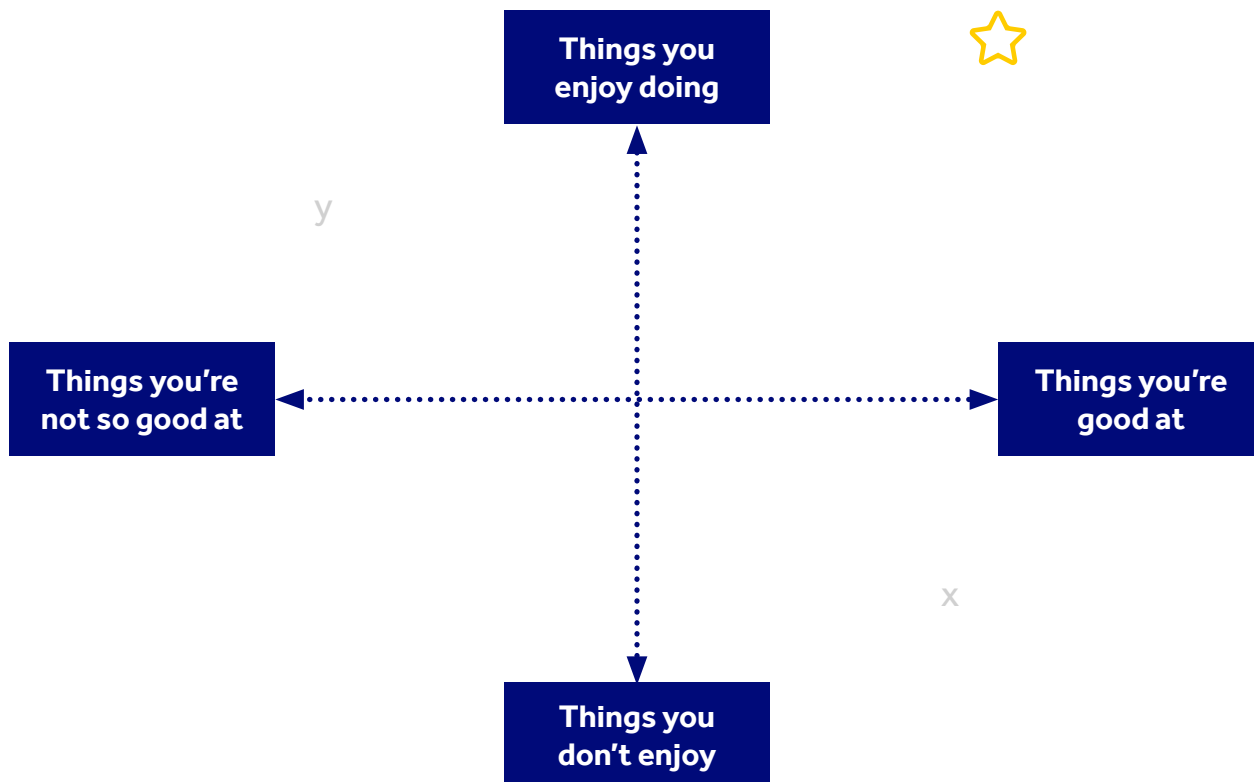 Things you
enjoy doing
y
Things you're
not so good at
Things you're
good at
x
Things you
don't enjoy